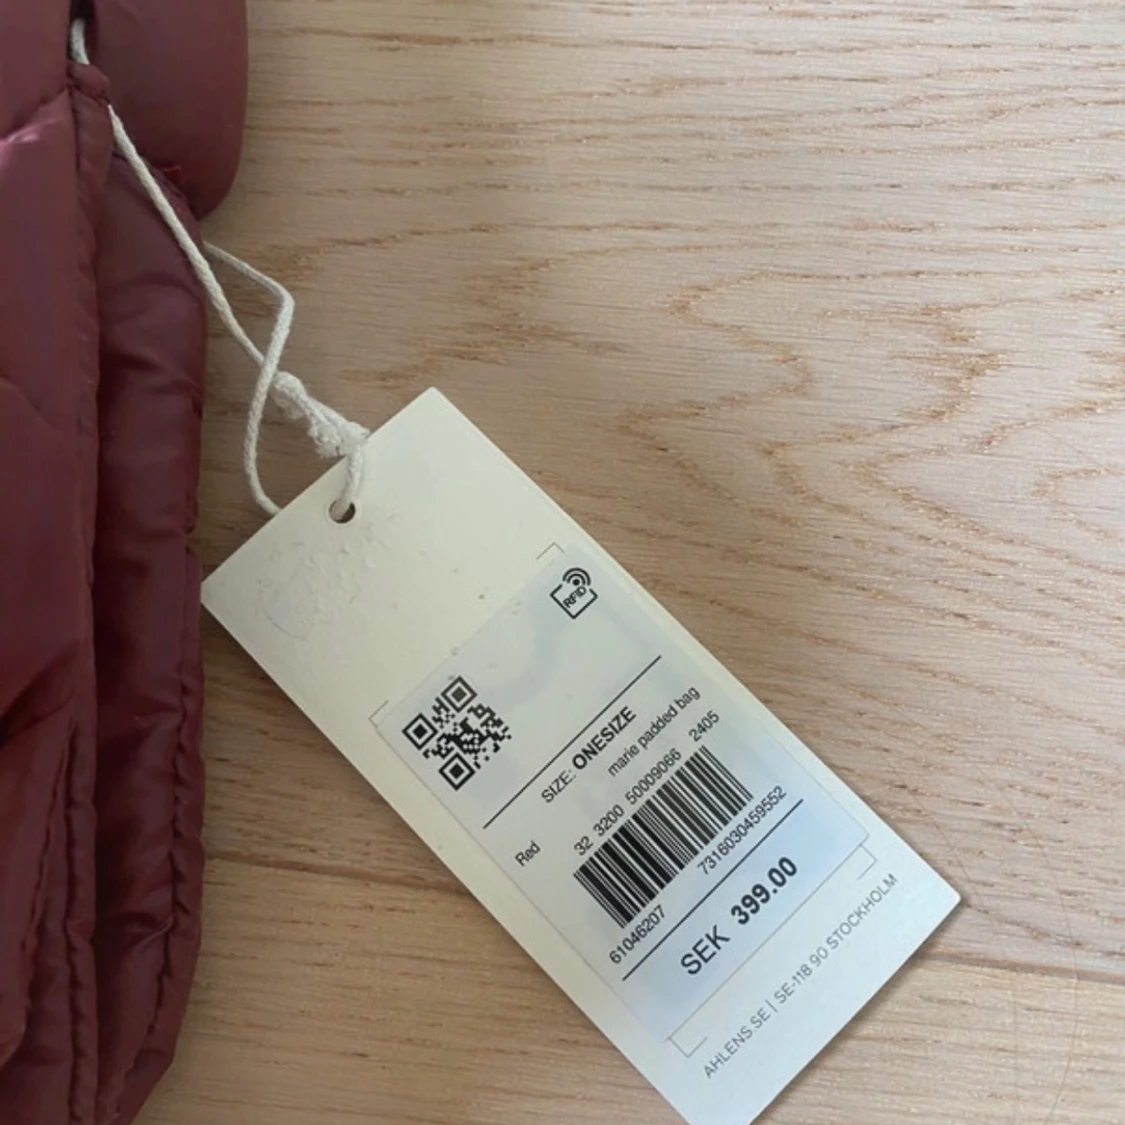 RFID
SIZE: ONESIZE
marie padded bag
Red
32 3200 50009066 2405
61046207
7316030459552
SEK 399.00
AHLENS.SE | SE-118 90 STOCKHOLM